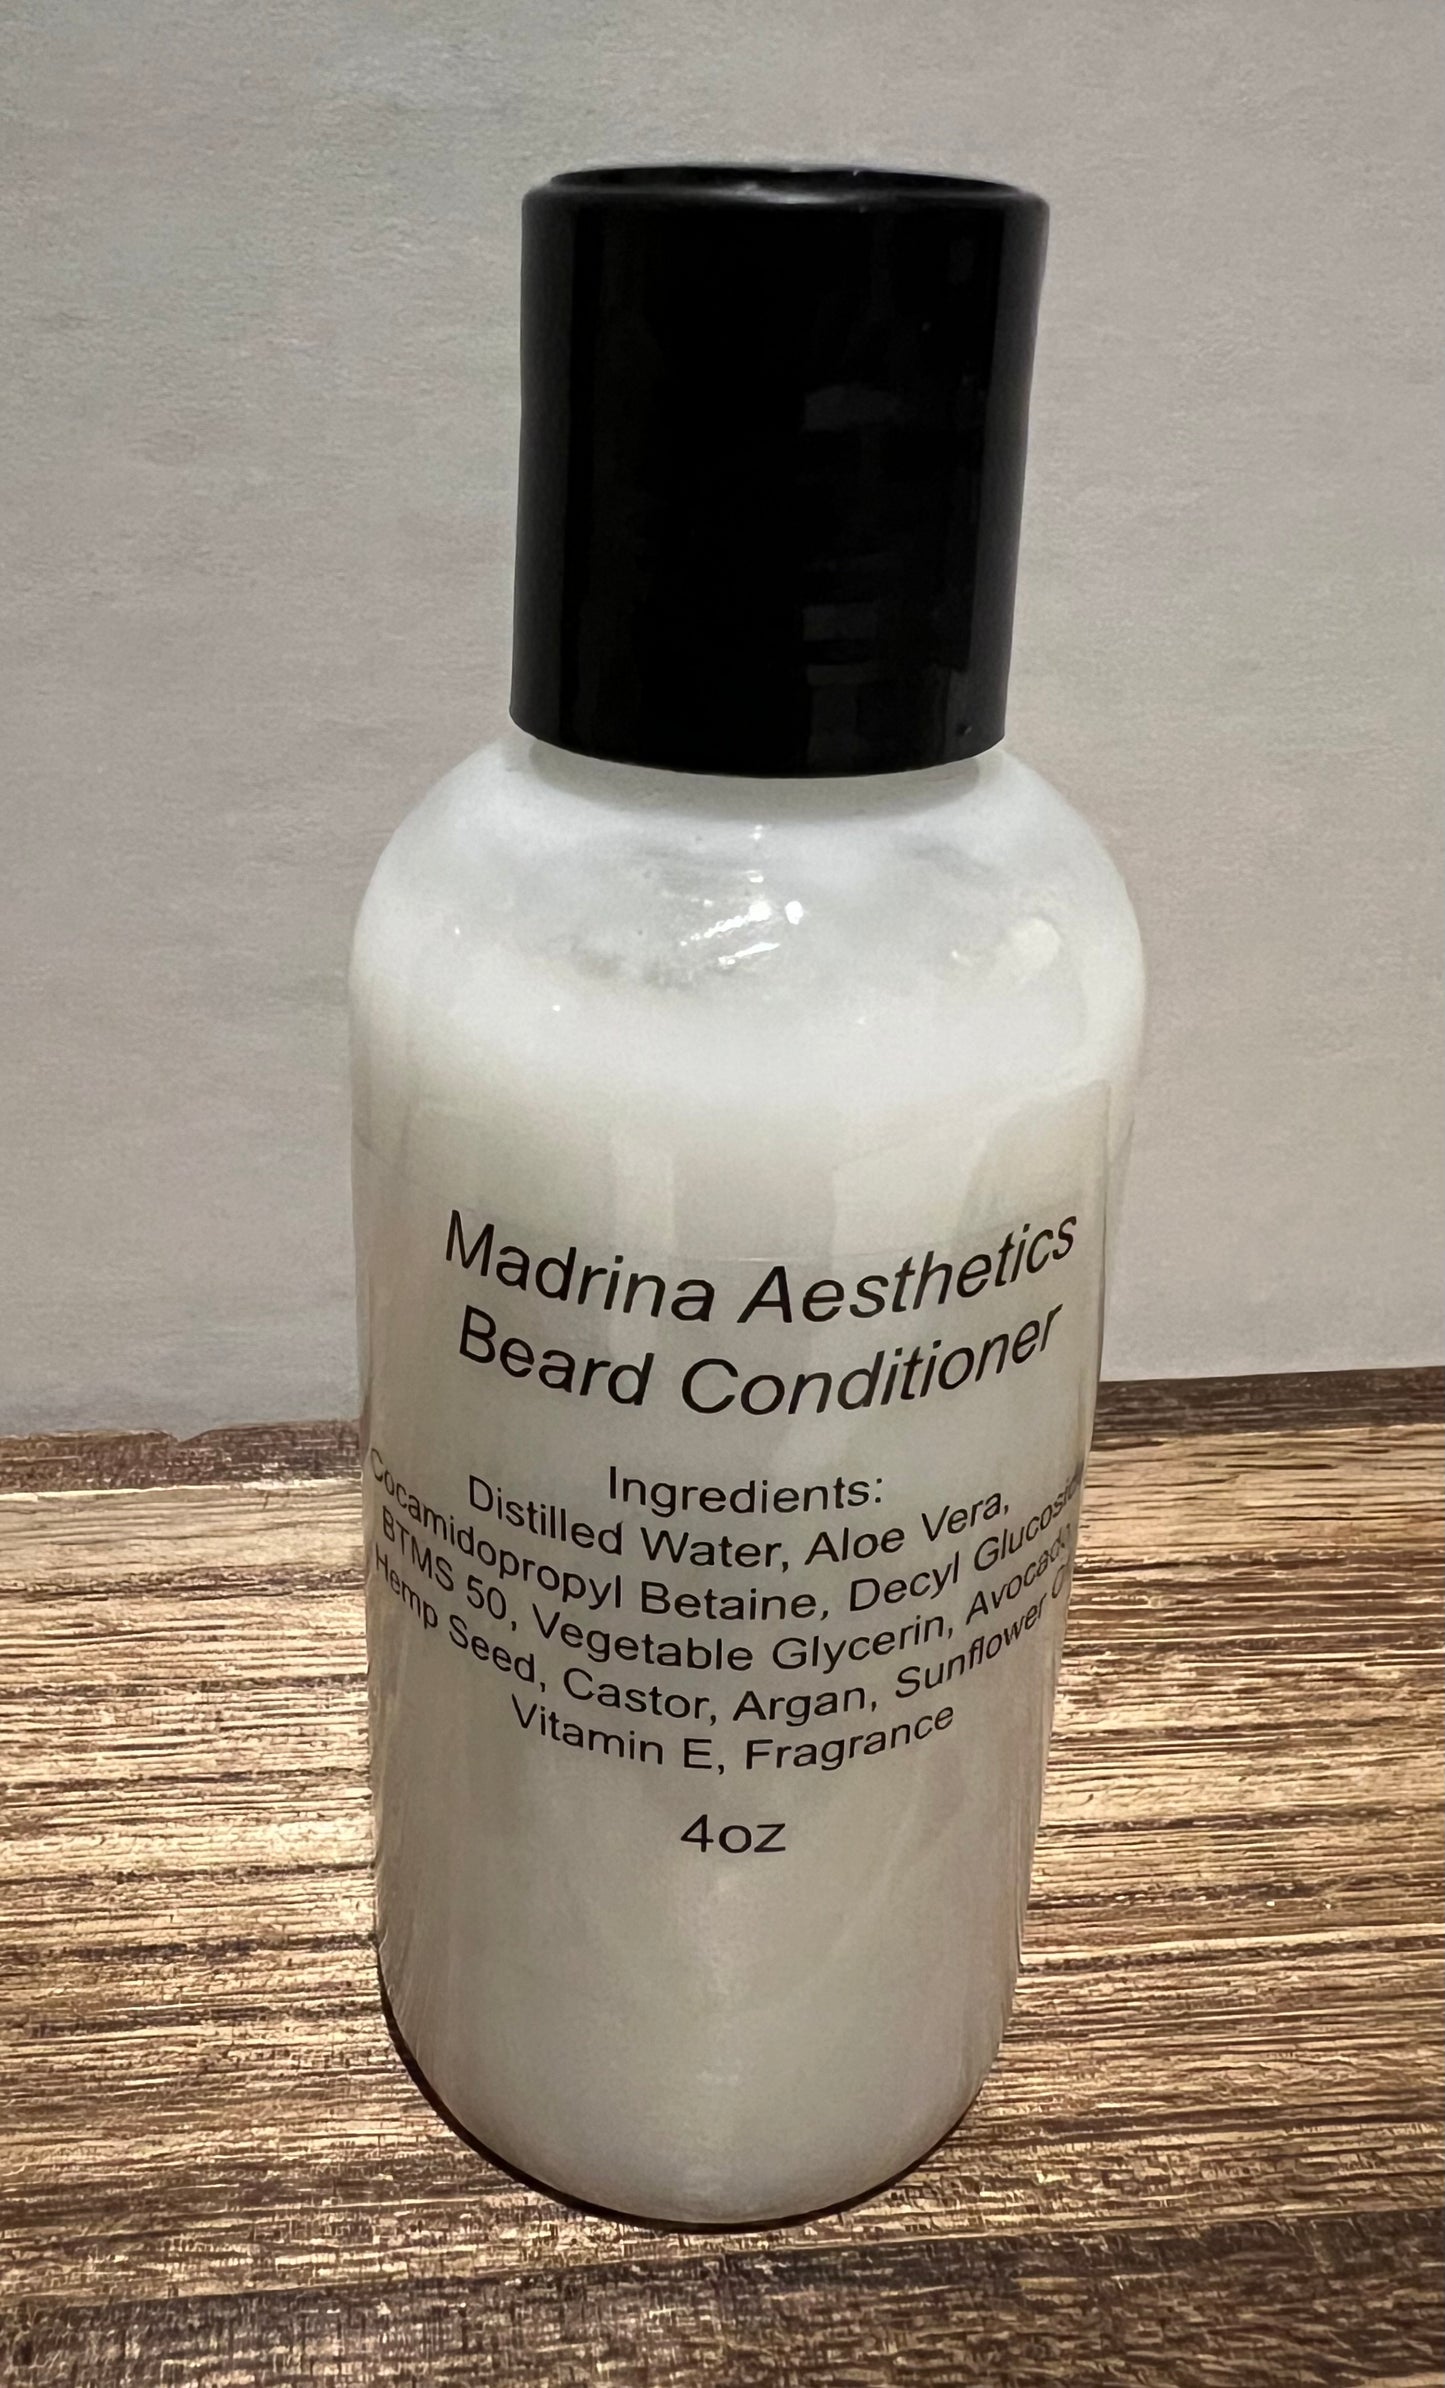 Madrina Aesthetics
Beard Conditioner
Ingredients:
Distilled Water, Aloe Vera,
Cocamidopropyl Betaine, Decyl
BTMS 50, Vegetable Glycerin, Avocado
Hemp Seed, Castor, Argan, Sunflower
Vitamin E, Fragrance
4oz